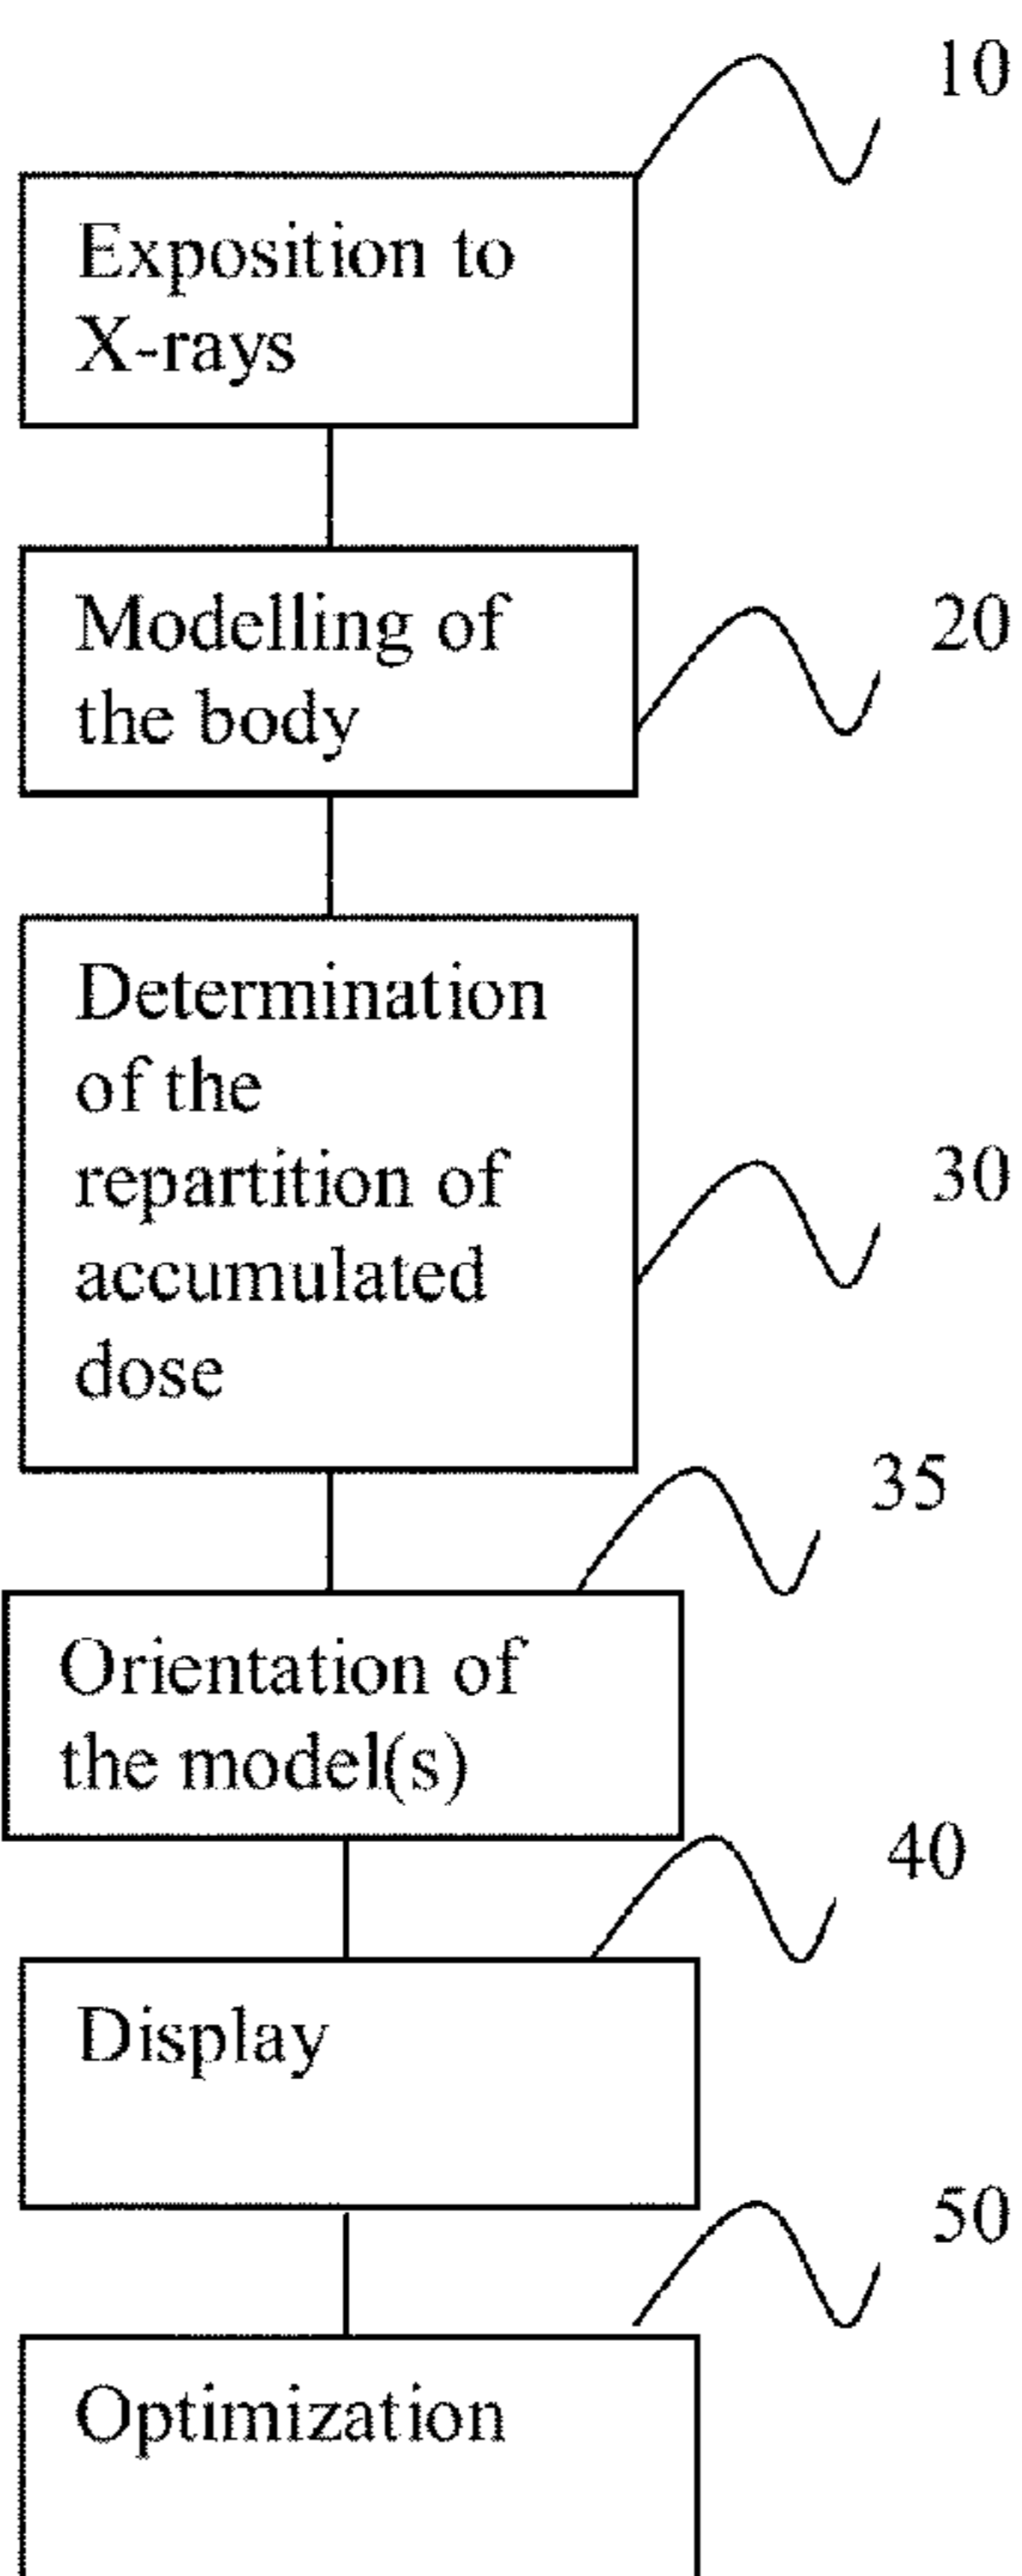 10
Exposition to
X-rays
20
Modelling of
the body
30
Determination
of the
repartition of
accumulated
dose
35
Orientation of
the model(s)
40
Display
50
Optimization